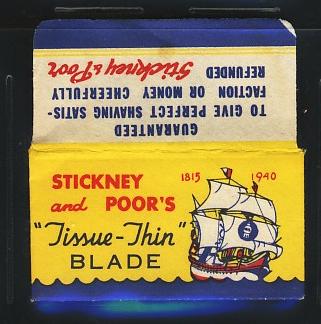 GUARANTEED
TO GIVE PERFECT SHAVING SATIS-
FACTION OR MONEY CHEERFULLY
REFUNDED Stickney & Poor
STICKNEY
and POOR'S
1815 1940
"Tissue-Thin"
BLADE